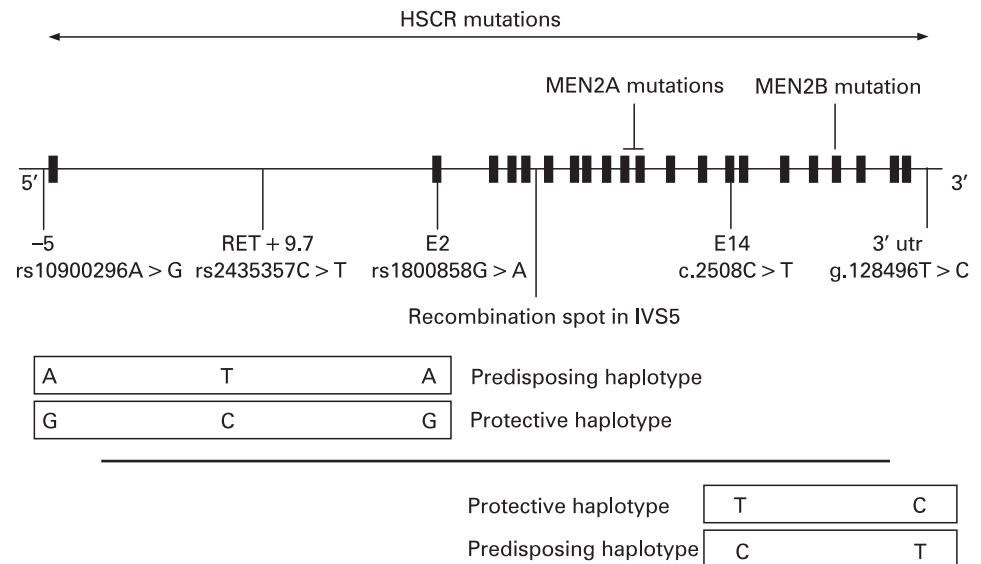 HSCR mutations
MEN2A mutations MEN2B mutation
5′ 3′
–5 RET + 9.7 E2 E14 3′ utr
rs10900296A > G rs2435357C > T rs1800858G > A c.2508C > T g.128496T > C
Recombination spot in IVS5
A T A Predisposing haplotype
G C G Protective haplotype
Protective haplotype T C
Predisposing haplotype C T